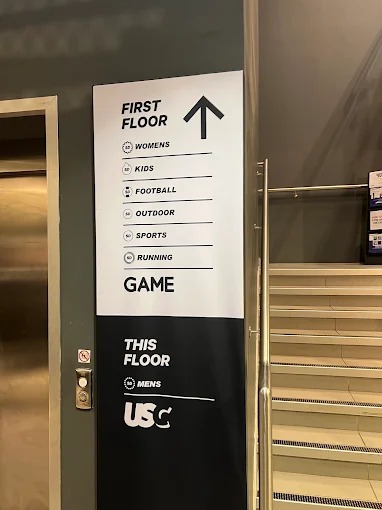 FIRST
FLOOR
WOMENS
KIDS
FOOTBALL
OUTDOOR
SPORTS
RUNNING
GAME
THIS
FLOOR
MENS
USC